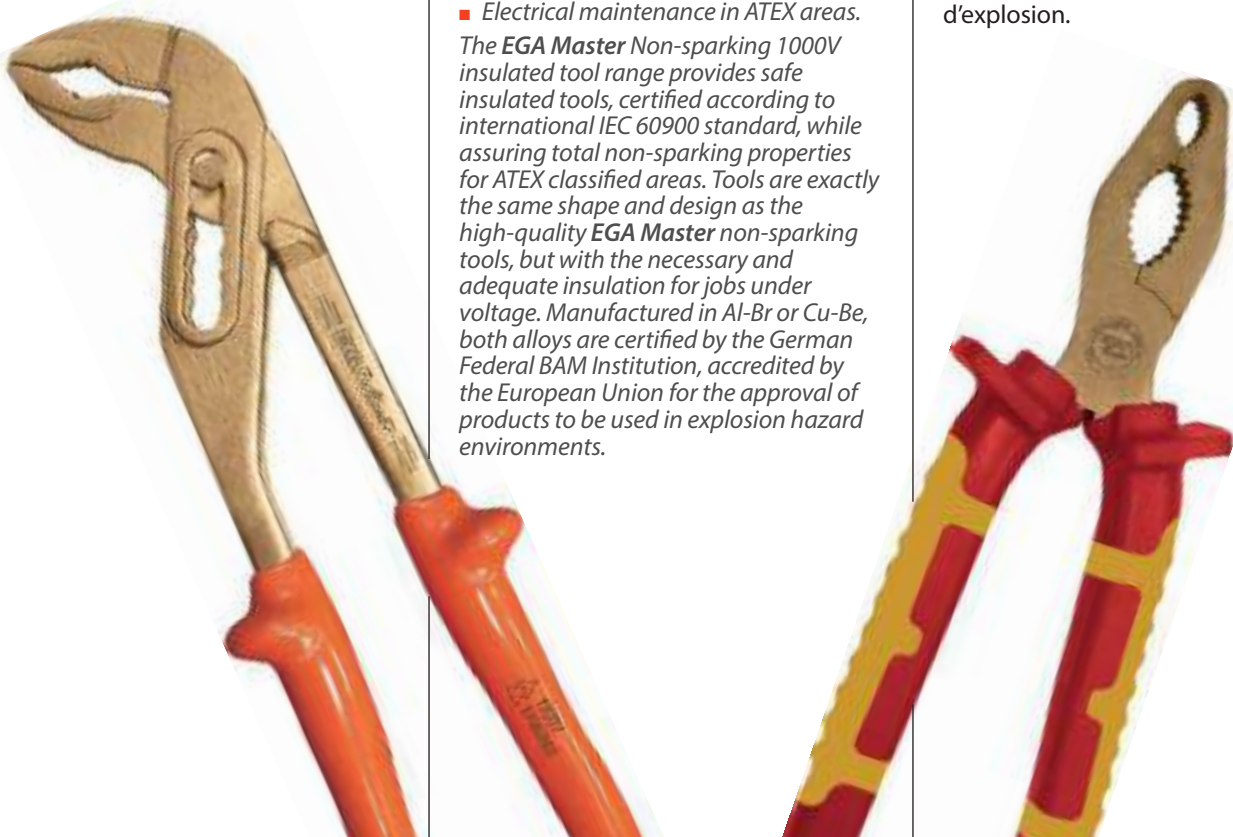 ■ Electrical maintenance in ATEX areas.
The EGA Master Non-sparking 1000V
insulated tool range provides safe
insulated tools, certified according to
international IEC 60900 standard, while
assuring total non-sparking properties
for ATEX classified areas. Tools are exactly
the same shape and design as the
high-quality EGA Master non-sparking
tools, but with the necessary and
adequate insulation for jobs under
voltage. Manufactured in Al-Br or Cu-Be,
both alloys are certified by the German
Federal BAM Institution, accredited by
the European Union for the approval of
products to be used in explosion hazard
environments.
d’explosion.